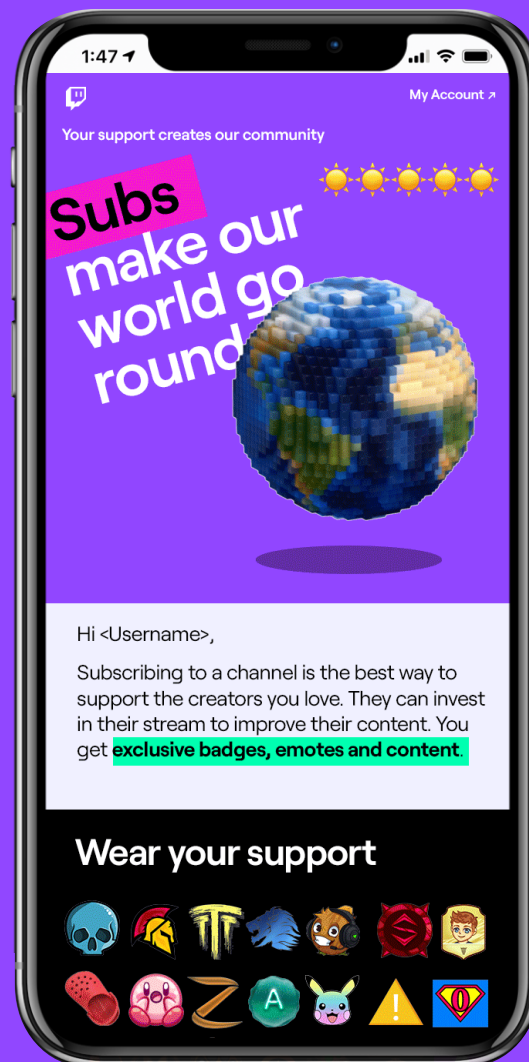 1:47
My Account ↗
Your support creates our community
Subs
make our
world go
round
Hi <Username>,
Subscribing to a channel is the best way to
support the creators you love. They can invest
in their stream to improve their content. You
get exclusive badges, emotes and content.
Wear your support
A
O